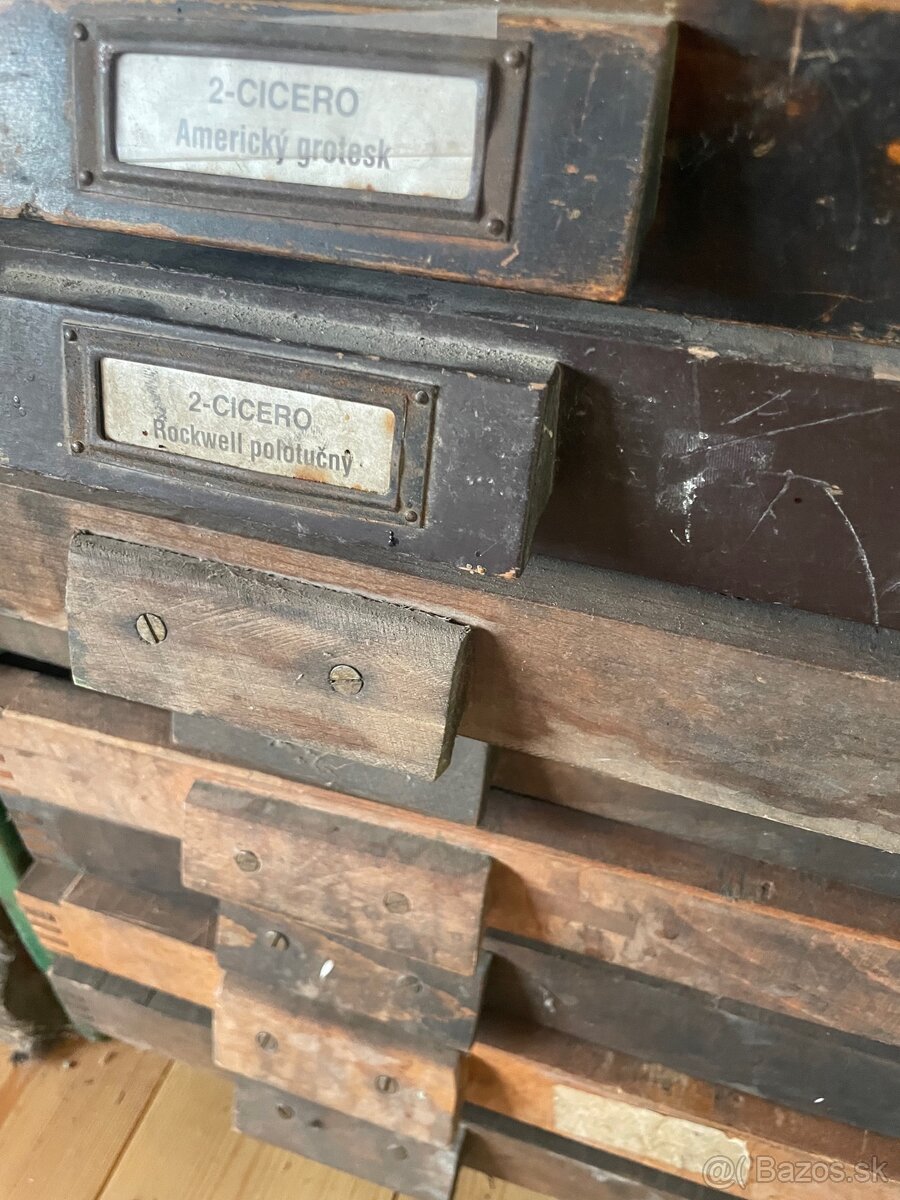 2-CICERO
Americký grotesk
2-CICERO
Rockwell polotučný
@(Bazos.sk